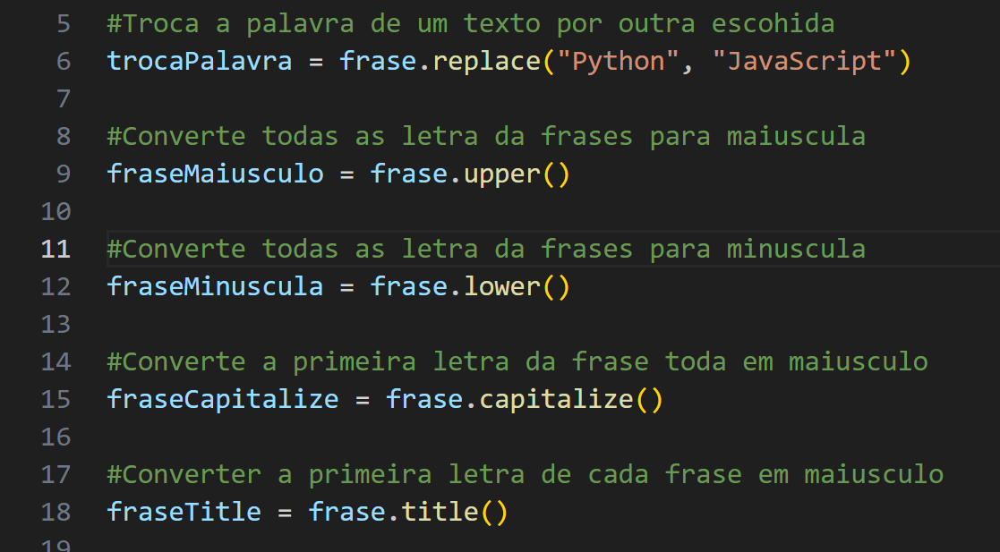 5 #Troca a palavra de um texto por outra escohida
6 trocaPalavra = frase.replace("Python", "JavaScript")
7
8 #Converte todas as letra da frases para maiuscula
9 fraseMaiusculo = frase.upper()
10
11 #Converte todas as letra da frases para minuscula
12 fraseMinuscula = frase.lower()
13
14 #Converte a primeira letra da frase toda em maiusculo
15 fraseCapitalize = frase.capitalize()
16
17 #Converter a primeira letra de cada frase em maiusculo
18 fraseTitle = frase.title()
19